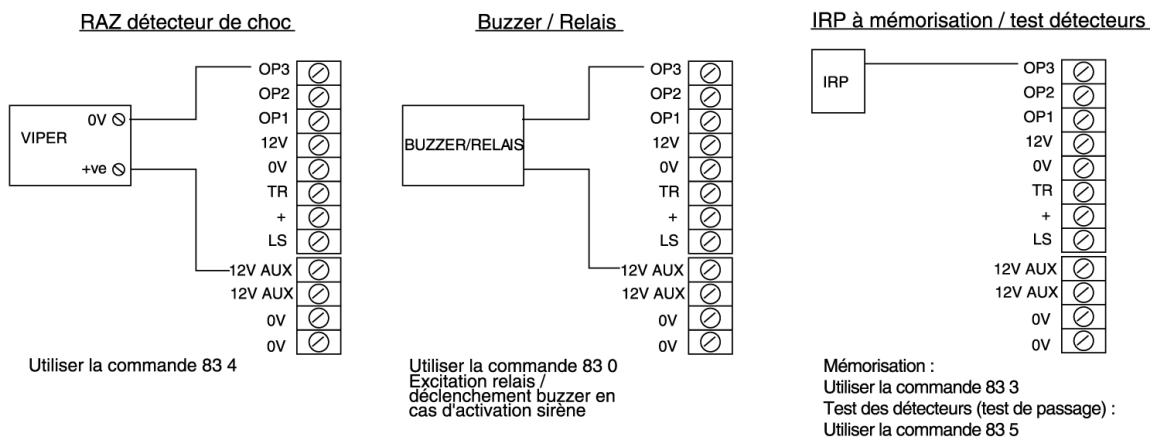 RAZ détecteur de choc
OP3
OP2
OP1
12V
0V
TR
+
LS
12V AUX
12V AUX
0V
0V
VIPER
0V
+ve
Utiliser la commande 83 4
Buzzer / Relais
OP3
OP2
OP1
12V
0V
TR
+
LS
12V AUX
12V AUX
0V
0V
BUZZER/RELAIS
Utiliser la commande 83 0
Excitation relais /
déclenchement buzzer en
cas d'activation sirène
IRP à mémorisation / test détecteurs
IRP
OP3
OP2
OP1
12V
0V
TR
+
LS
12V AUX
12V AUX
0V
0V
Mémorisation :
Utiliser la commande 83 3
Test des détecteurs (test de passage) :
Utiliser la commande 83 5